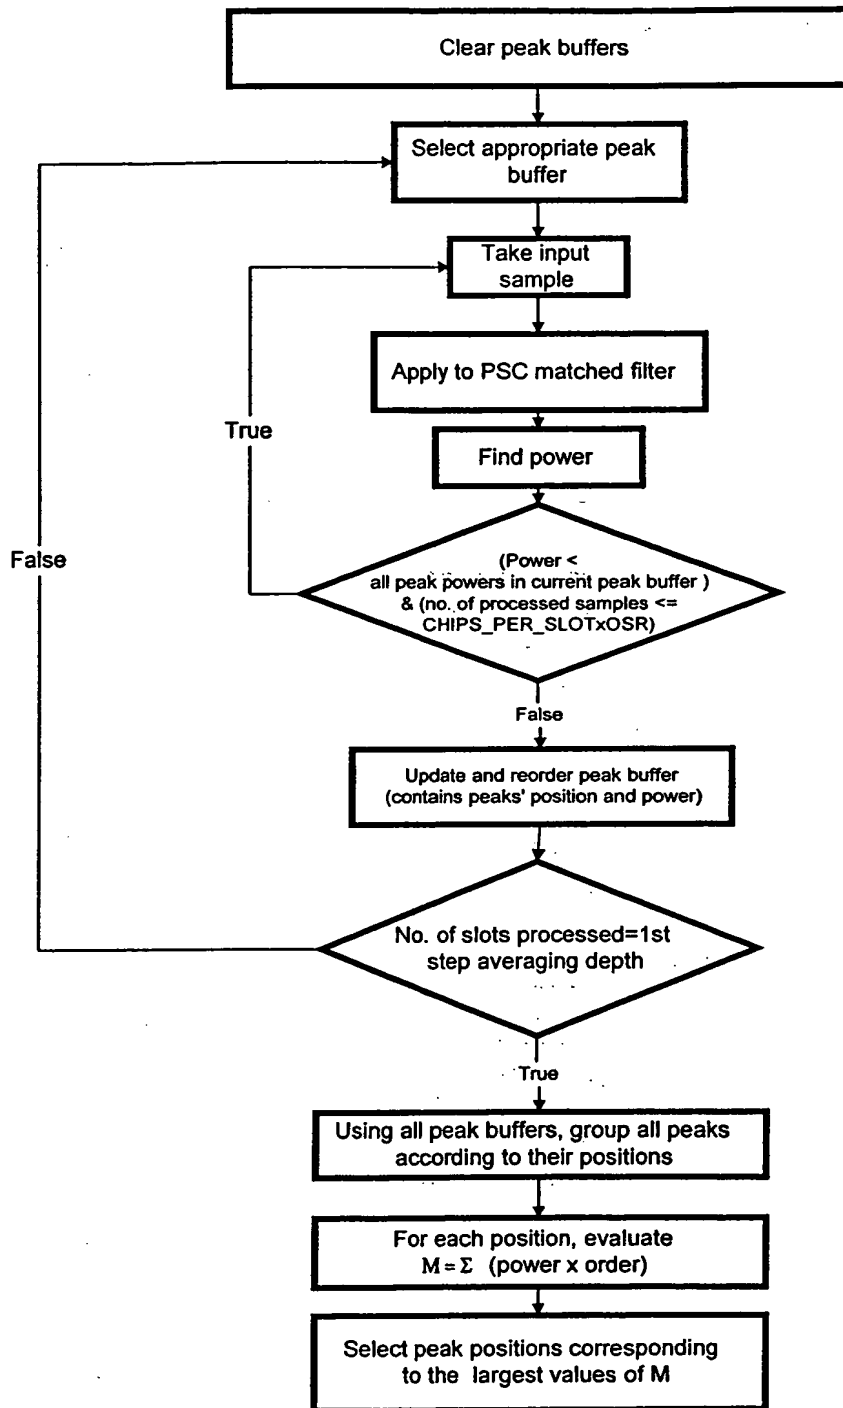 Clear peak buffers
Select appropriate peak
buffer
Take input
sample
Apply to PSC matched filter
True
Find power
False
(Power <
all peak powers in current peak buffer )
& (no. of processed samples <=
CHIPS_PER_SLOTxOSR)
False
Update and reorder peak buffer
(contains peaks' position and power)
No. of slots processed=1st
step averaging depth
True
Using all peak buffers, group all peaks
according to their positions
For each position, evaluate
M = Σ (power x order)
Select peak positions corresponding
to the largest values of M